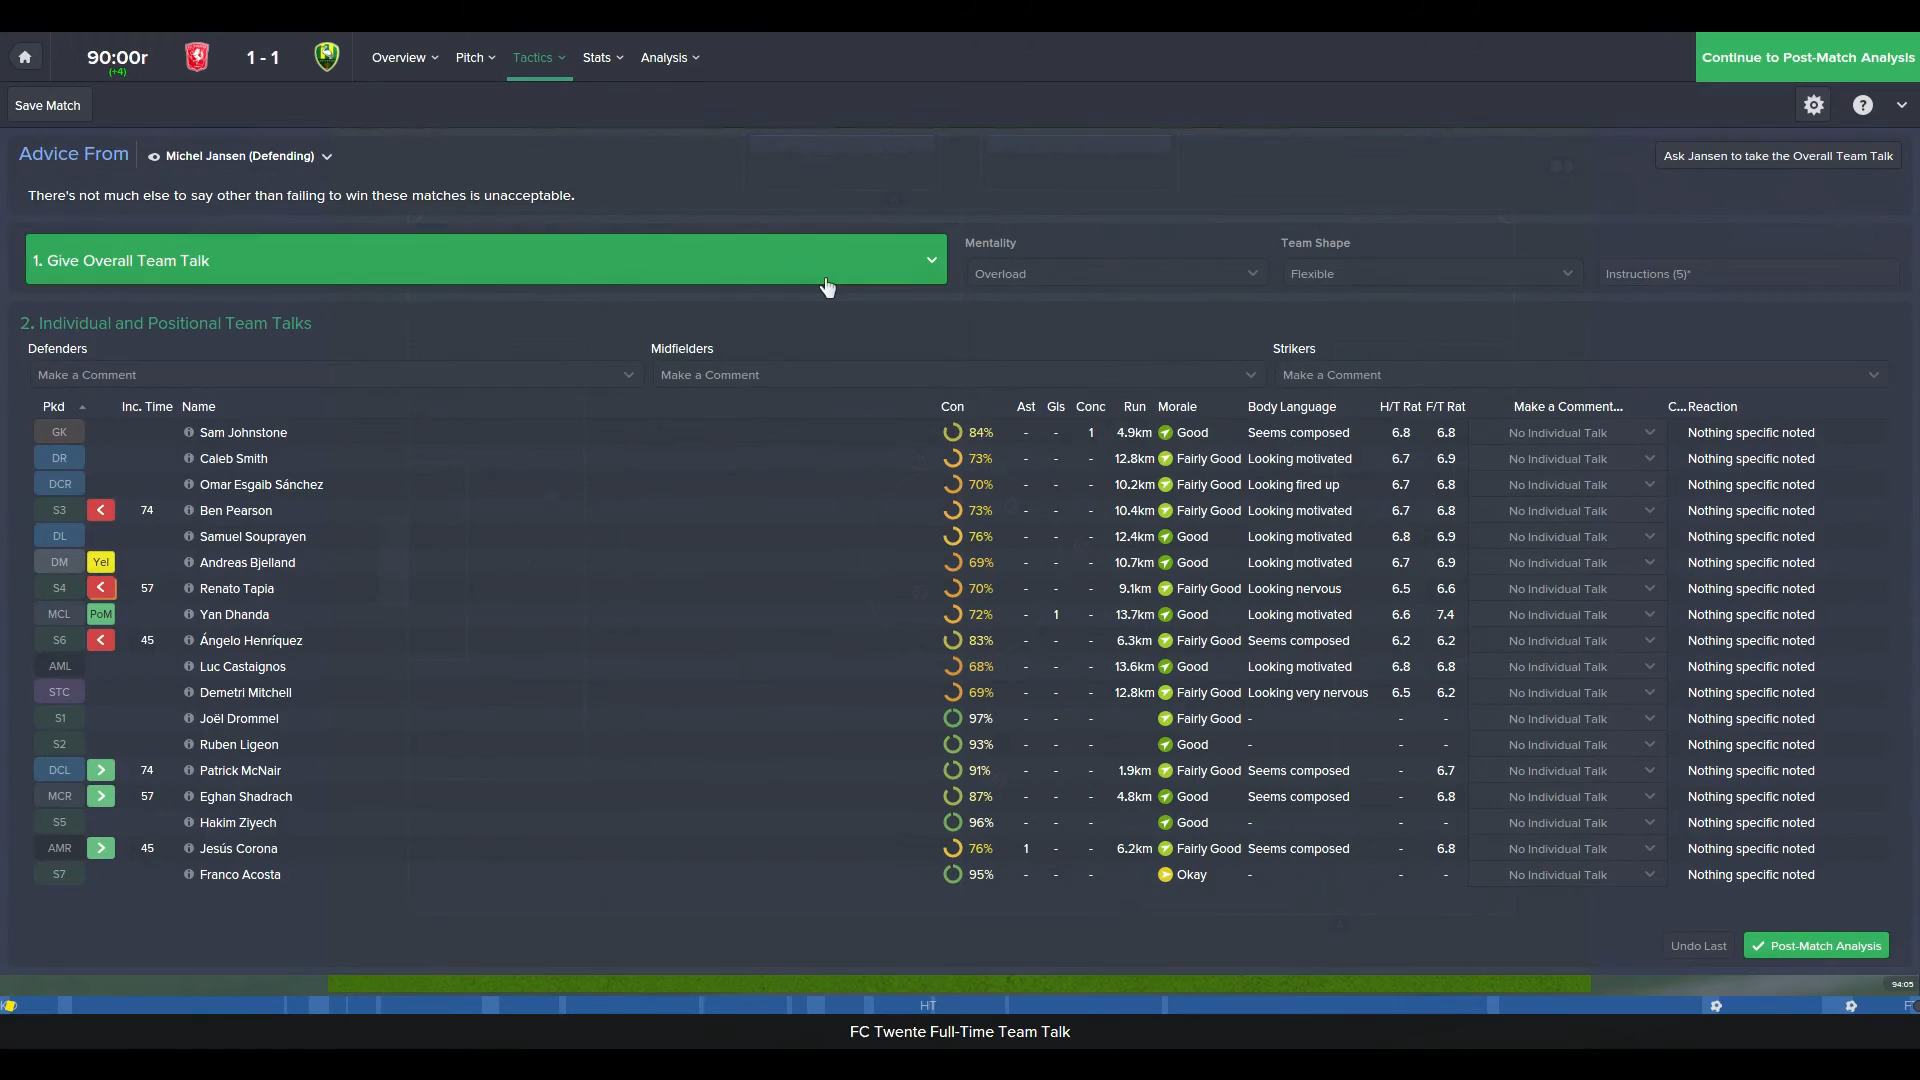 90:00r (+4) 1 - 1 Overview Pitch Tactics Stats Analysis Continue to Post-Match Analysis
Save Match ?
Advice From Michel Jansen (Defending) Ask Jansen to take the Overall Team Talk
There's not much else to say other than failing to win these matches is unacceptable.
1. Give Overall Team Talk Mentality Team Shape
Overload Flexible Instructions (5)*
2. Individual and Positional Team Talks
Defenders Midfielders Strikers
Make a Comment Make a Comment Make a Comment
Pkd Inc. Time Name Con Ast Gls Conc Run Morale Body Language H/T Rat F/T Rat Make a Comment... C... Reaction
GK Sam Johnstone 84% - - 1 4.9km Good Seems composed 6.8 6.8 No Individual Talk Nothing specific noted
DR Caleb Smith 73% - - - 12.8km Fairly Good Looking motivated 6.7 6.9 No Individual Talk Nothing specific noted
DCR Omar Esgaib Sánchez 70% - - - 10.2km Fairly Good Looking fired up 6.7 6.8 No Individual Talk Nothing specific noted
S3 < 74 Ben Pearson 73% - - - 10.4km Fairly Good Looking motivated 6.7 6.8 No Individual Talk Nothing specific noted
DL Samuel Souprayen 76% - - - 12.4km Good Looking motivated 6.8 6.9 No Individual Talk Nothing specific noted
DM Yel Andreas Bjelland 69% - - - 10.7km Good Looking motivated 6.7 6.9 No Individual Talk Nothing specific noted
S4 < 57 Renato Tapia 70% - - - 9.1km Fairly Good Looking nervous 6.5 6.6 No Individual Talk Nothing specific noted
MCL PoM Yan Dhanda 72% - 1 - 13.7km Good Looking motivated 6.6 7.4 No Individual Talk Nothing specific noted
S6 < 45 Ángelo Henríquez 83% - - - 6.3km Fairly Good Seems composed 6.2 6.2 No Individual Talk Nothing specific noted
AML Luc Castaignos 68% - - - 13.6km Good Looking motivated 6.8 6.8 No Individual Talk Nothing specific noted
STC Demetri Mitchell 69% - - - 12.8km Fairly Good Looking very nervous 6.5 6.2 No Individual Talk Nothing specific noted
S1 Joël Drommel 97% - - - Fairly Good - - - No Individual Talk Nothing specific noted
S2 Ruben Ligeon 93% - - - Good - - - No Individual Talk Nothing specific noted
DCL > 74 Patrick McNair 91% - - - 1.9km Fairly Good Seems composed - 6.7 No Individual Talk Nothing specific noted
MCR > 57 Eghan Shadrach 87% - - - 4.8km Good Seems composed - 6.8 No Individual Talk Nothing specific noted
S5 Hakim Ziyech 96% - - - Good - - - No Individual Talk Nothing specific noted
AMR > 45 Jesús Corona 76% 1 - - 6.2km Fairly Good Seems composed - 6.8 No Individual Talk Nothing specific noted
S7 Franco Acosta 95% - - - Okay - - - No Individual Talk Nothing specific noted
Undo Last Post-Match Analysis
94:05
HT
FC Twente Full-Time Team Talk